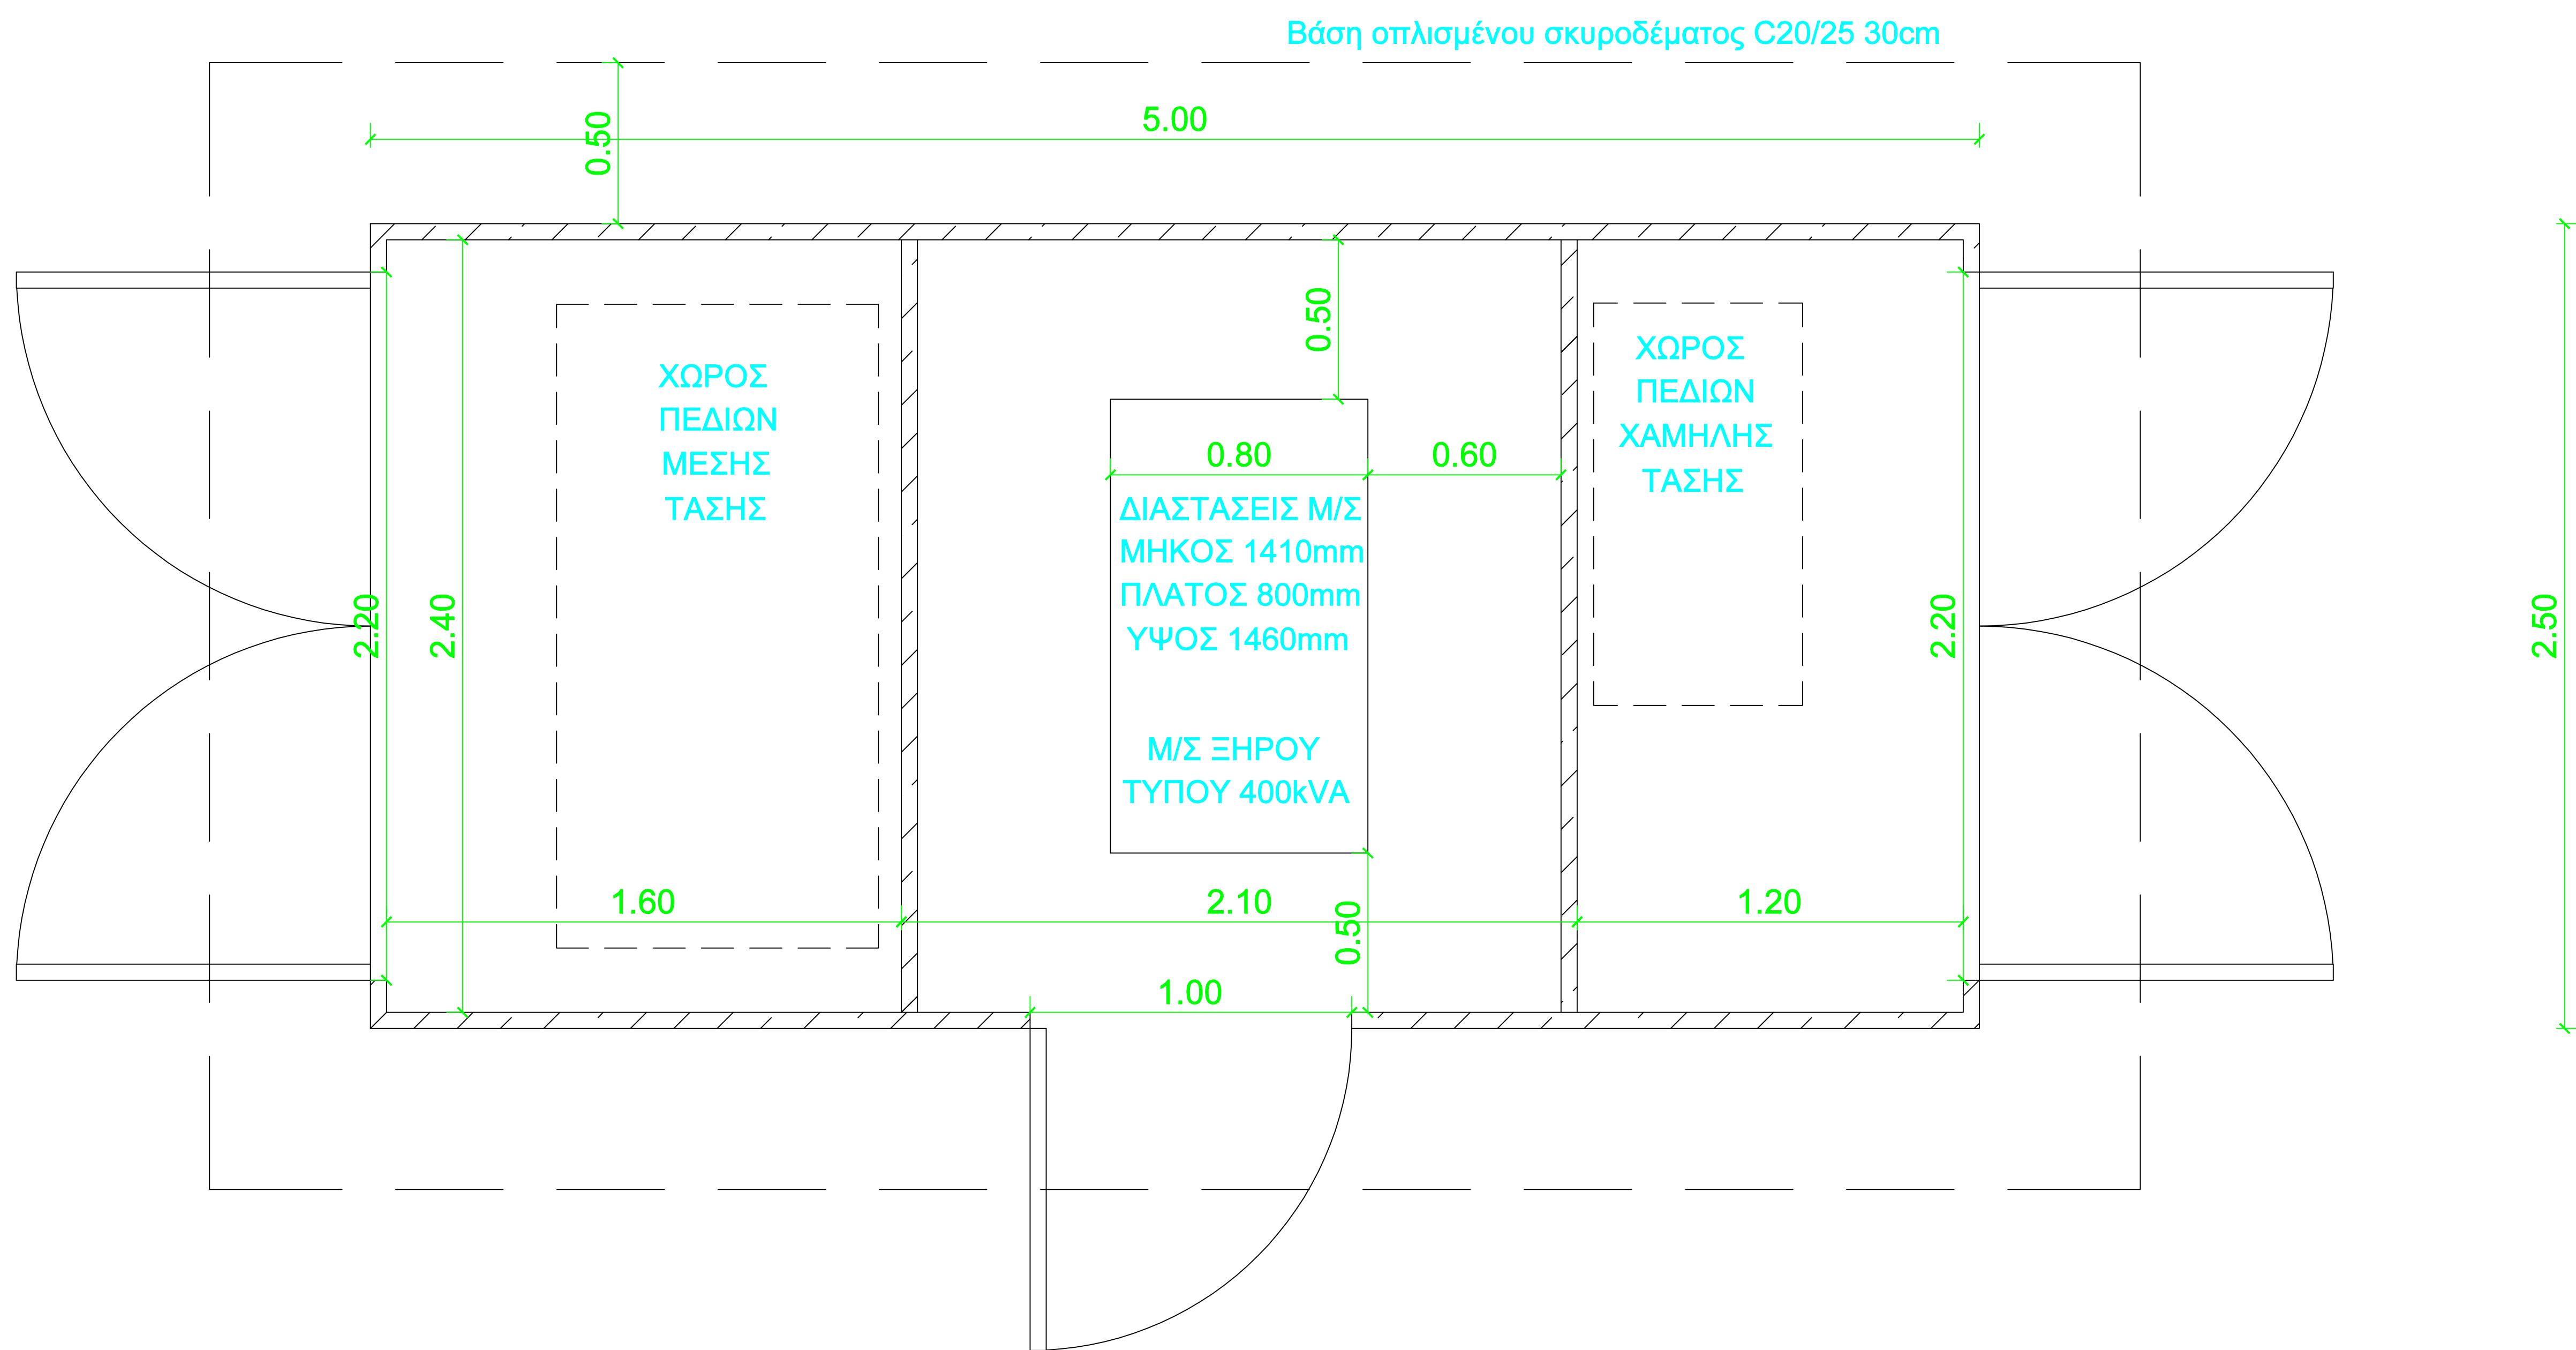 Βάση οπλισμένου σκυροδέματος C20/25 30cm
5.00
0.50
0.50
ΧΩΡΟΣ
ΠΕΔΙΩΝ
ΜΕΣΗΣ
ΤΑΣΗΣ
ΧΩΡΟΣ
ΠΕΔΙΩΝ
ΧΑΜΗΛΗΣ
ΤΑΣΗΣ
0.80
0.60
ΔΙΑΣΤΑΣΕΙΣ Μ/Σ
ΜΗΚΟΣ 1410mm
ΠΛΑΤΟΣ 800mm
ΥΨΟΣ 1460mm
Μ/Σ ΞΗΡΟΥ
ΤΥΠΟΥ 400kVA
2.20
2.40
2.20
2.50
1.60
2.10
1.20
0.50
1.00